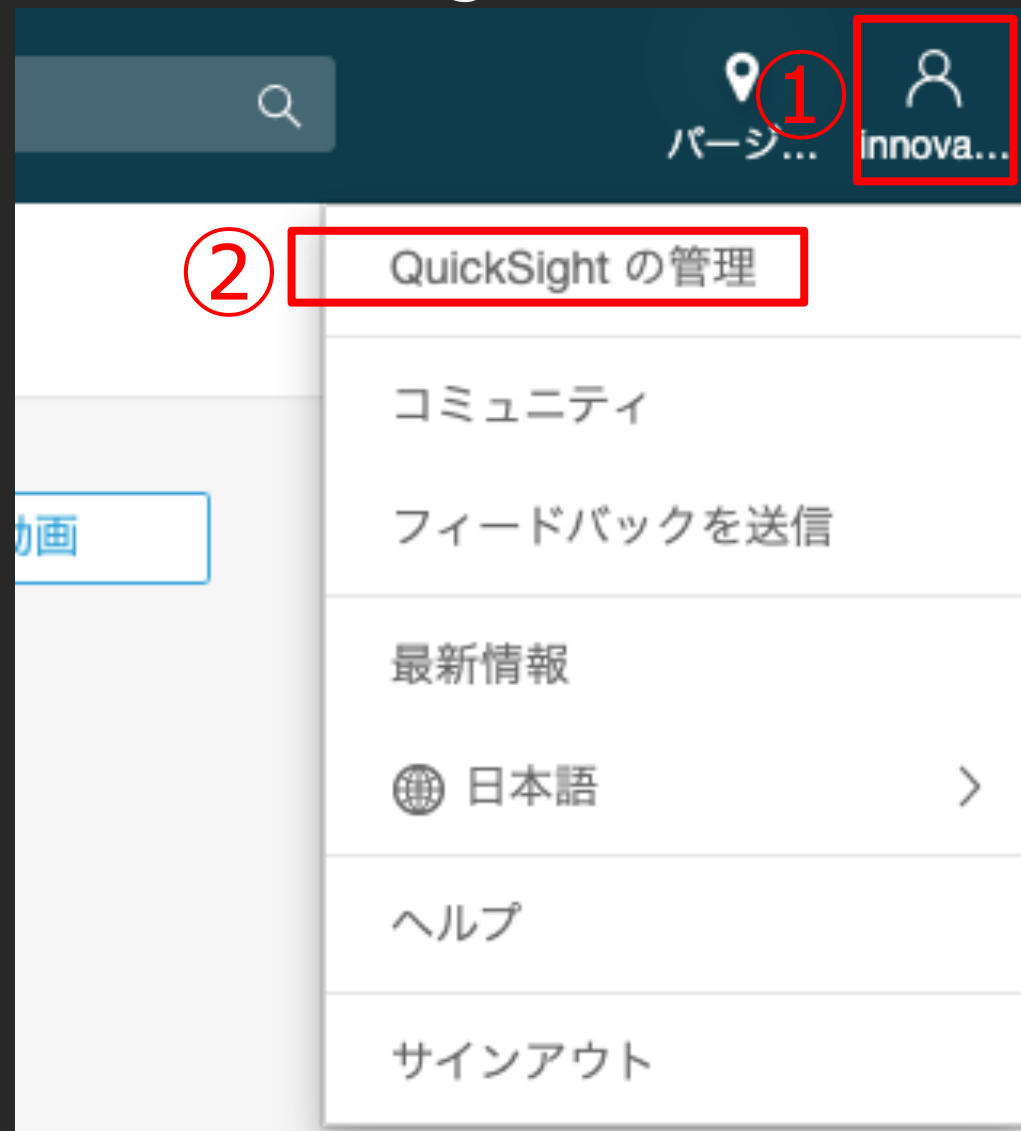 ①
パージ...
innova...
②
QuickSight の管理
コミュニティ
フィードバックを送信
動画
最新情報
日本語
ヘルプ
サインアウト